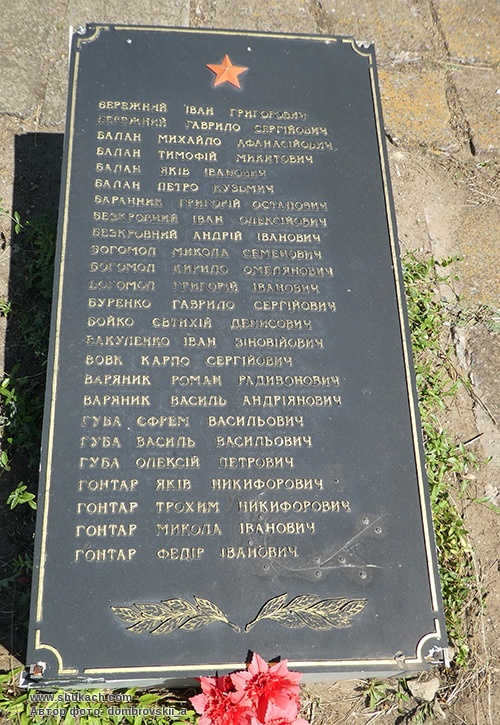 БЕРЕЖНИЙ ІВАН ГРИГОРОВИЧ
БЕРЕЖНИЙ ГАВРИЛО СЕРГІЙОВИЧ
БАЛАН МИХАЙЛО АФАНАСІЙОВИЧ
БАЛАН ТИМОФІЙ МИКИТОВИЧ
БАЛАН ЯКІВ ІВАНОВИЧ
БАЛАН ПЕТРО КУЗЬМИЧ
БАРАННИК ГРИГОРІЙ ОСТАПОВИЧ
БЕЗКРОВНИЙ ІВАН ОЛЕКСІЙОВИЧ
БЕЗКРОВНИЙ АНДРІЙ ІВАНОВИЧ
БОГОМОЛ МИКОЛА СЕМЕНОВИЧ
БОГОМОЛ КИРИЛО ОМЕЛЯНОВИЧ
БОГОМОЛ ГРИГОРІЙ ІВАНОВИЧ
БУРЕНКО ГАВРИЛО СЕРГІЙОВИЧ
БОЙКО ЄВТИХІЙ ДЕНИСОВИЧ
ВАКУЛЕНКО ІВАН ЗІНОВІЙОВИЧ
ВОВК КАРПО СЕРГІЙОВИЧ
ВАРЯНИК РОМАН РАДИВОНОВИЧ
ВАРЯНИК ВАСИЛЬ АНДРІЯНОВИЧ
ГУБА ЄФРЕМ ВАСИЛЬОВИЧ
ГУБА ВАСИЛЬ ВАСИЛЬОВИЧ
ГУБА ОЛЕКСІЙ ПЕТРОВИЧ
ГОНТАР ЯКІВ НИКИФОРОВИЧ
ГОНТАР ТРОХИМ НИКИФОРОВИЧ
ГОНТАР МИКОЛА ІВАНОВИЧ
ГОНТАР ФЕДІР ІВАНОВИЧ
www.shukach.com
Автор фото: dombrovskii_a